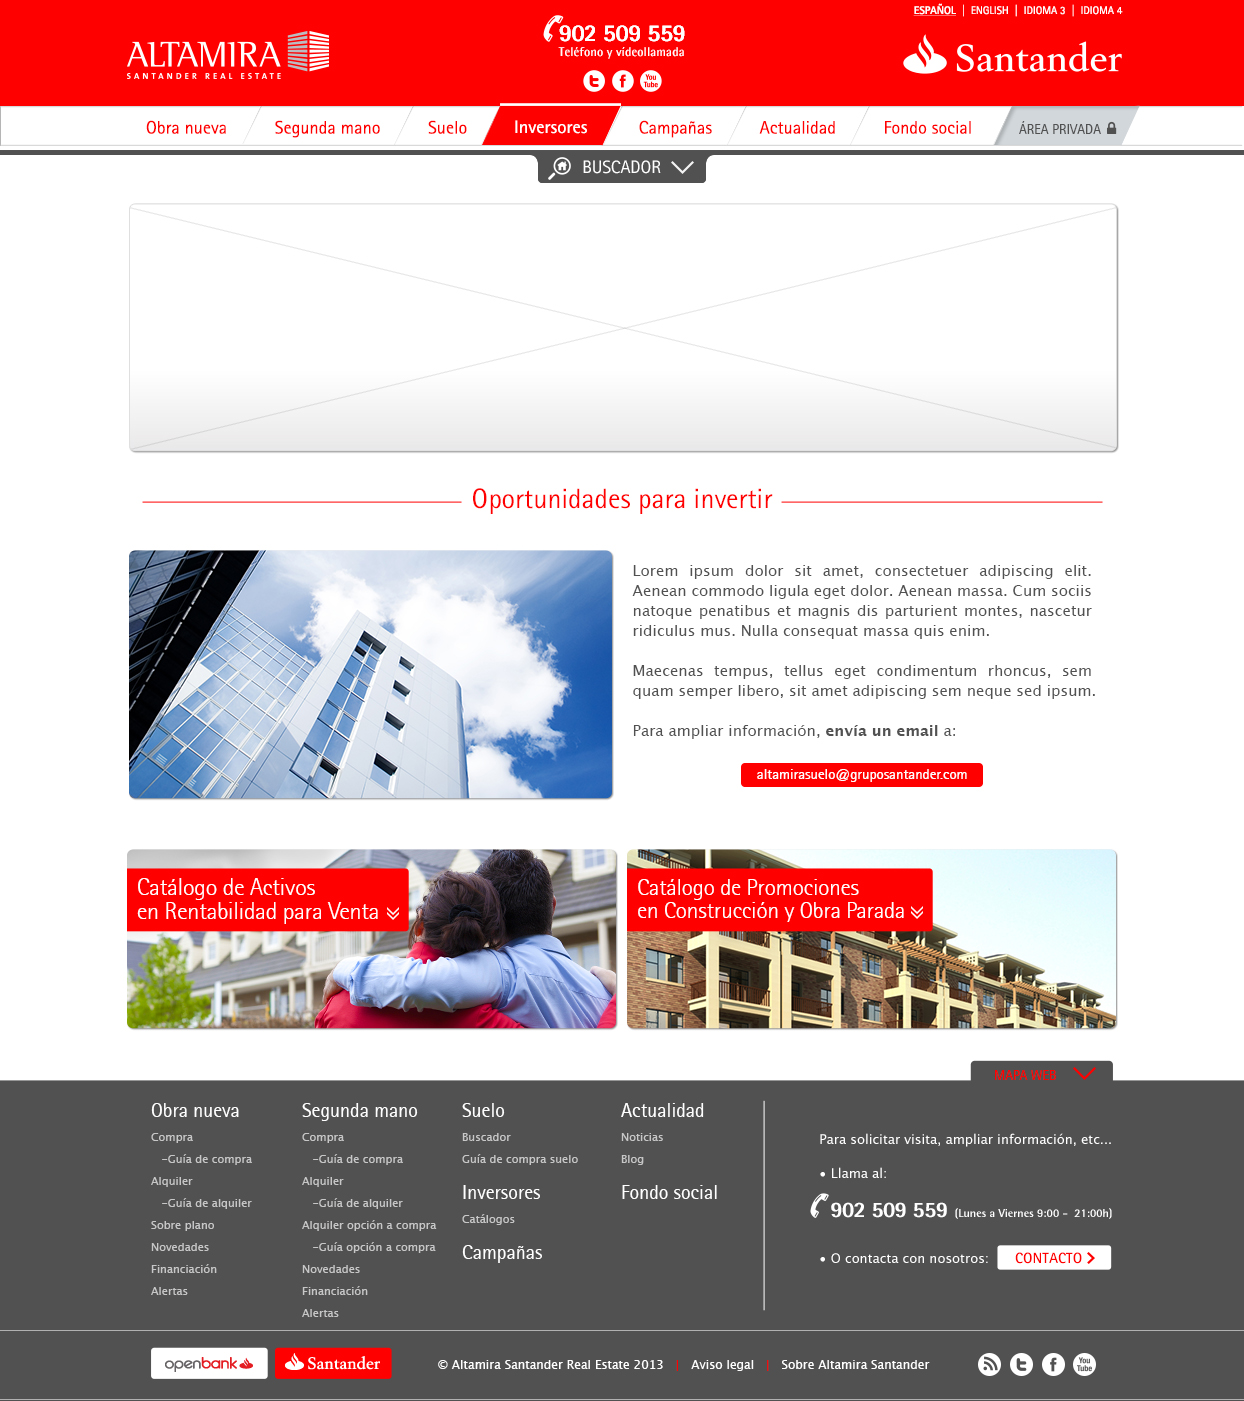 ESPAÑOL | ENGLISH | IDIOMA 3 | IDIOMA 4
ALTAMIRA
SANTANDER REAL ESTATE
902 509 559
Teléfono y vídeollamada
You Tube
Santander
Obra nueva
Segunda mano
Suelo
Inversores
Campañas
Actualidad
Fondo social
ÁREA PRIVADA
BUSCADOR
Oportunidades para invertir
Lorem ipsum dolor sit amet, consectetuer adipiscing elit.
Aenean commodo ligula eget dolor. Aenean massa. Cum sociis
natoque penatibus et magnis dis parturient montes, nascetur
ridiculus mus. Nulla consequat massa quis enim.
Maecenas tempus, tellus eget condimentum rhoncus, sem
quam semper libero, sit amet adipiscing sem neque sed ipsum.
Para ampliar información, envía un email a:
altamirasuelo@gruposantander.com
Catálogo de Activos
en Rentabilidad para Venta
Catálogo de Promociones
en Construcción y Obra Parada
MAPA WEB
Obra nueva
Compra
-Guía de compra
Alquiler
-Guía de alquiler
Sobre plano
Novedades
Financiación
Alertas
Segunda mano
Compra
-Guía de compra
Alquiler
-Guía de alquiler
Alquiler opción a compra
-Guía opción a compra
Novedades
Financiación
Alertas
Suelo
Buscador
Guía de compra suelo
Inversores
Catálogos
Campañas
Actualidad
Noticias
Blog
Fondo social
Para solicitar visita, ampliar información, etc...
• Llama al:
902 509 559 (Lunes a Viernes 9:00 - 21:00h)
• O contacta con nosotros:
CONTACTO
openbank
Santander
© Altamira Santander Real Estate 2013 | Aviso legal | Sobre Altamira Santander
You Tube